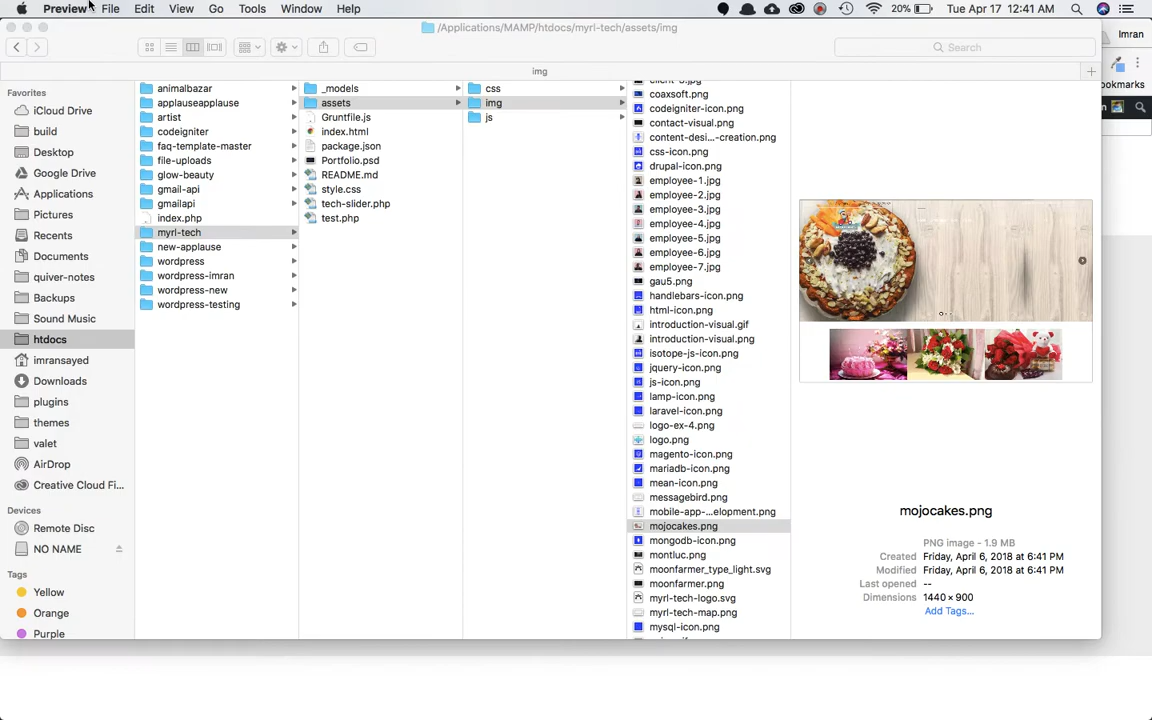 Preview File Edit View Go Tools Window Help 20% Tue Apr 17 12:41 AM
/Applications/MAMP/htdocs/myrl-tech/assets/img
Imran
Search
img
ookmarks
Favorites
iCloud Drive
build
Desktop
Google Drive
Applications
Pictures
Recents
Documents
quiver-notes
Backups
Sound Music
htdocs
imransayed
Downloads
plugins
themes
valet
AirDrop
Creative Cloud Fi...
Devices
Remote Disc
NO NAME
Tags
Yellow
Orange
Purple
animalbazar
applauseapplause
artist
codeigniter
faq-template-master
file-uploads
glow-beauty
gmail-api
gmailapi
index.php
myrl-tech
new-applause
wordpress
wordpress-imran
wordpress-new
wordpress-testing
_models
assets
Gruntfile.js
index.html
package.json
Portfolio.psd
README.md
style.css
tech-slider.php
test.php
css
img
js
coaxsoft.png
codeigniter-icon.png
contact-visual.png
content-desi...-creation.png
css-icon.png
drupal-icon.png
employee-1.jpg
employee-2.jpg
employee-3.jpg
employee-4.jpg
employee-5.jpg
employee-6.jpg
employee-7.jpg
gau5.png
handlebars-icon.png
html-icon.png
introduction-visual.gif
introduction-visual.png
isotope-js-icon.png
jquery-icon.png
js-icon.png
lamp-icon.png
laravel-icon.png
logo-ex-4.png
logo.png
magento-icon.png
mariadb-icon.png
mean-icon.png
messagebird.png
mobile-app-...elopment.png
mojocakes.png
mongodb-icon.png
montluc.png
moonfarmer_type_light.svg
moonfarmer.png
myrl-tech-logo.svg
myrl-tech-map.png
mysql-icon.png
mojocakes.png
PNG image - 1.9 MB
Created Friday, April 6, 2018 at 6:41 PM
Modified Friday, April 6, 2018 at 6:41 PM
Last opened --
Dimensions 1440 × 900
Add Tags...